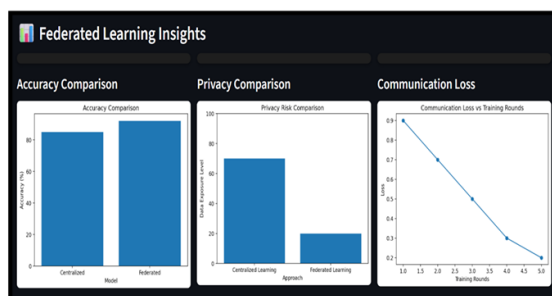 Federated Learning Insights
Accuracy Comparison
Privacy Comparison
Communication Loss
Accuracy Comparison
80
60
40
20
0
Accuracy (%)
Centralized
Federated
Model
Privacy Risk Comparison
100
80
60
40
20
0
Data Exposure Level
Centralized Learning
Federated Learning
Approach
Communication Loss vs Training Rounds
0.9
0.8
0.7
0.6
0.5
0.4
0.3
0.2
Loss
1.0 1.5 2.0 2.5 3.0 3.5 4.0 4.5 5.0
Training Rounds